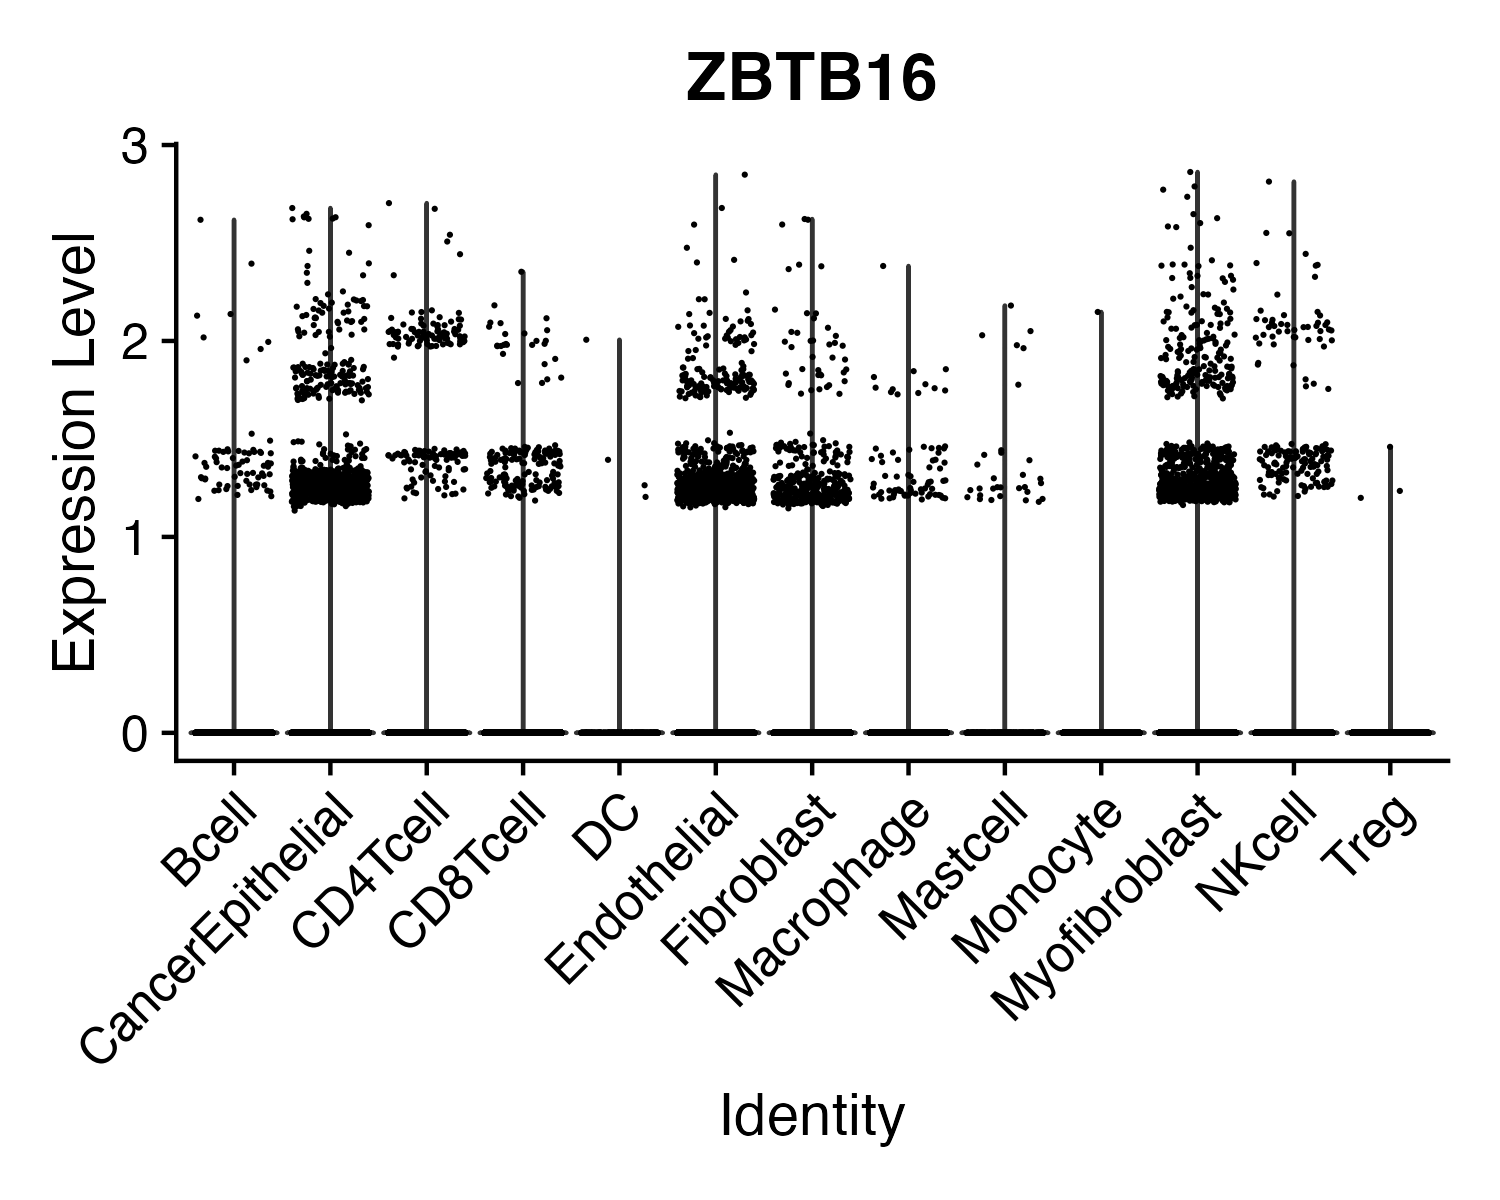 ZBTB16
Expression Level
3
2
1
0
Bcell
CancerEpithelial
CD4Tcell
CD8Tcell
DC
Endothelial
Fibroblast
Macrophage
Mastcell
Monocyte
Myofibroblast
NKcell
Treg
Identity